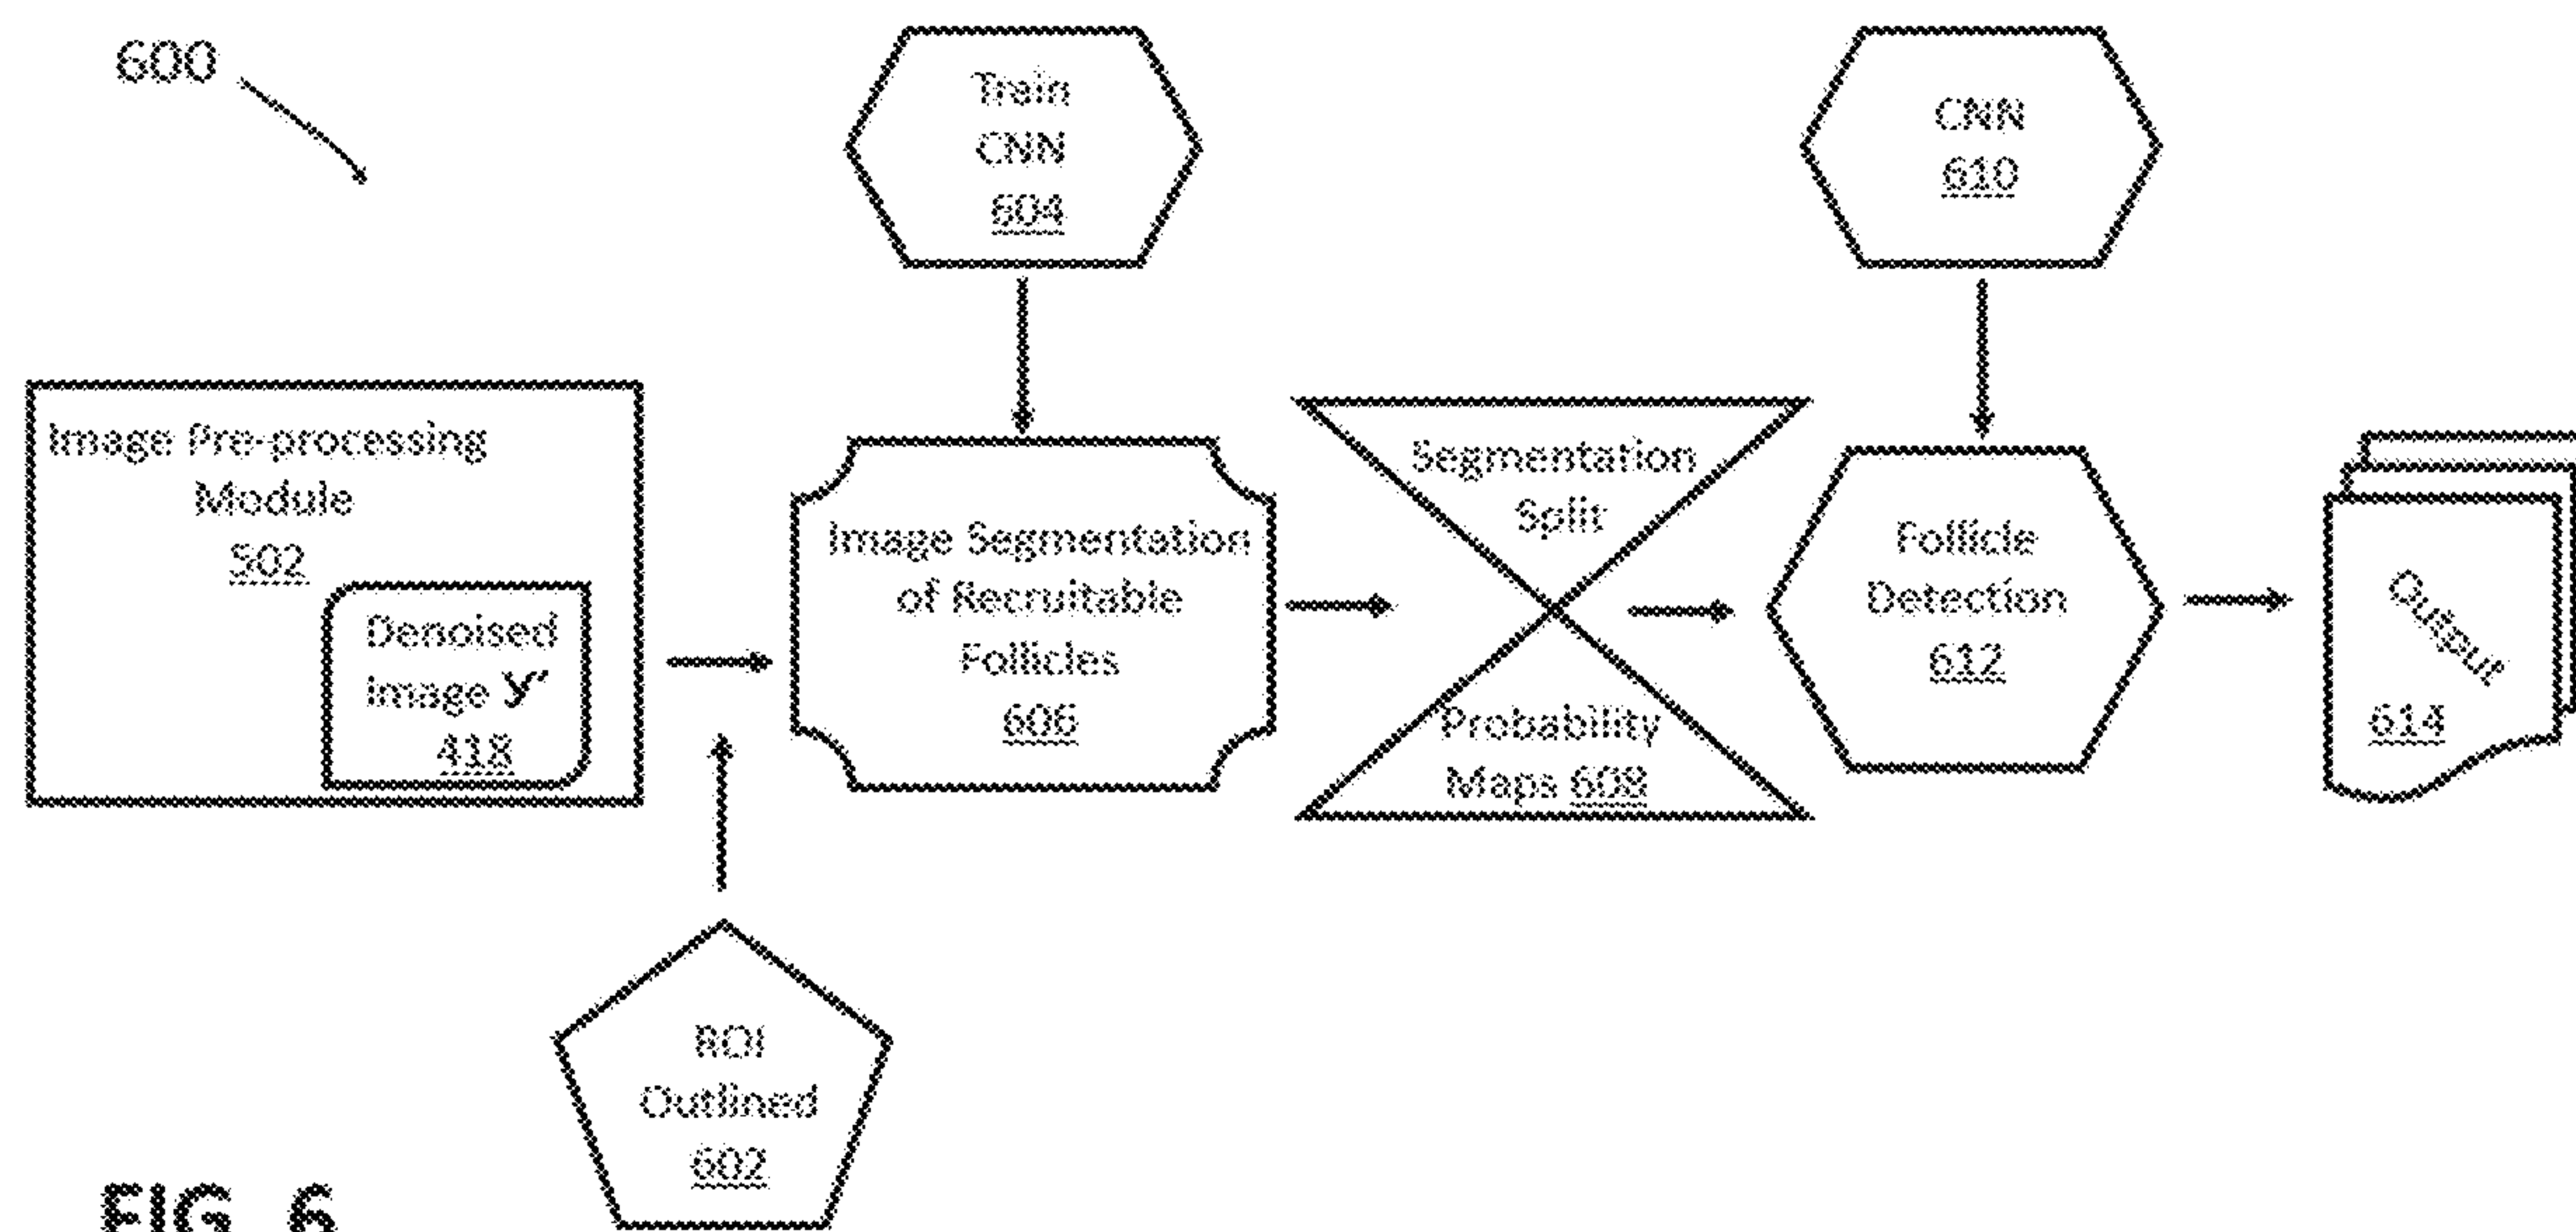 600
Train
CNN
604
CNN
610
Image Pre-processing
Module
502
Denoised
image y'
418
Image Segmentation
of Recruitable
Follicles
606
Segmentation
Split
Probability
Maps 608
Follicle
Detection
612
Output
614
ROI
Outlined
602
FIG. 6